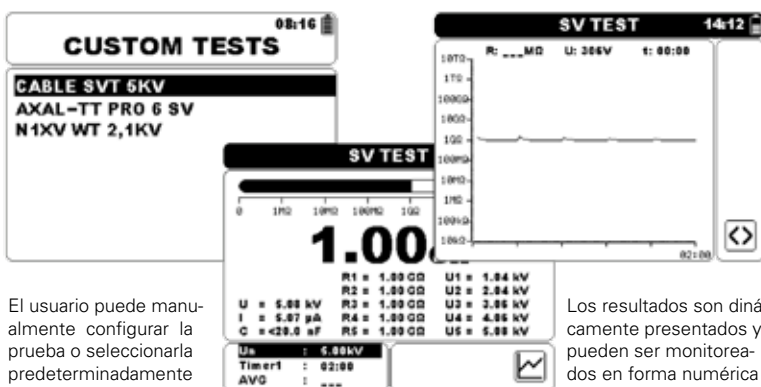 08:16
CUSTOM TESTS
CABLE SVT 5KV
AXAL-TT PRO 6 SV
N1XV WT 2,1KV
SV TEST 14:12
R: ___MΩ U: 306V t: 00:00
10TΩ
1TΩ
100GΩ
10GΩ
1GΩ
100MΩ
10MΩ
1MΩ
100kΩ
10kΩ
02:00
SV TEST
0 1MΩ 10MΩ 100MΩ 1GΩ
1.00
R1 = 1.00 GΩ U1 = 1.04 kV
R2 = 1.00 GΩ U2 = 2.04 kV
U = 5.08 kV R3 = 1.00 GΩ U3 = 3.06 kV
I = 5.07 µA R4 = 1.00 GΩ U4 = 4.05 kV
C =<20.0 nF R5 = 1.00 GΩ U5 = 5.08 kV
Un : 5.00kV
Timer1 : 02:00
AVG : ___
El usuario puede manu-
almente configurar la
prueba o seleccionarla
predeterminadamente
Los resultados son diná
camente presentados y
pueden ser monitorea-
dos en forma numérica